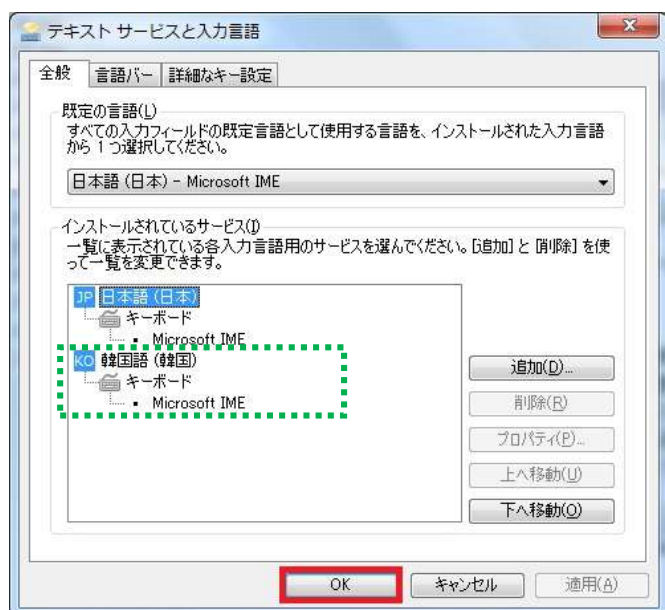 テキスト サービスと入力言語
全般 言語バー 詳細なキー設定
既定の言語(L)
すべての入力フィールドの既定言語として使用する言語を、インストールされた入力言語
から 1 つ選択してください。
日本語 (日本) - Microsoft IME
インストールされているサービス(I)
一覧に表示されている各入力言語用のサービスを選んでください。[追加] と [削除] を使
って一覧を変更できます。
JP 日本語 (日本)
キーボード
Microsoft IME
KO 韓国語 (韓国)
キーボード
Microsoft IME
追加(D)...
削除(R)
プロパティ(P)...
上へ移動(U)
下へ移動(O)
OK キャンセル 適用(A)